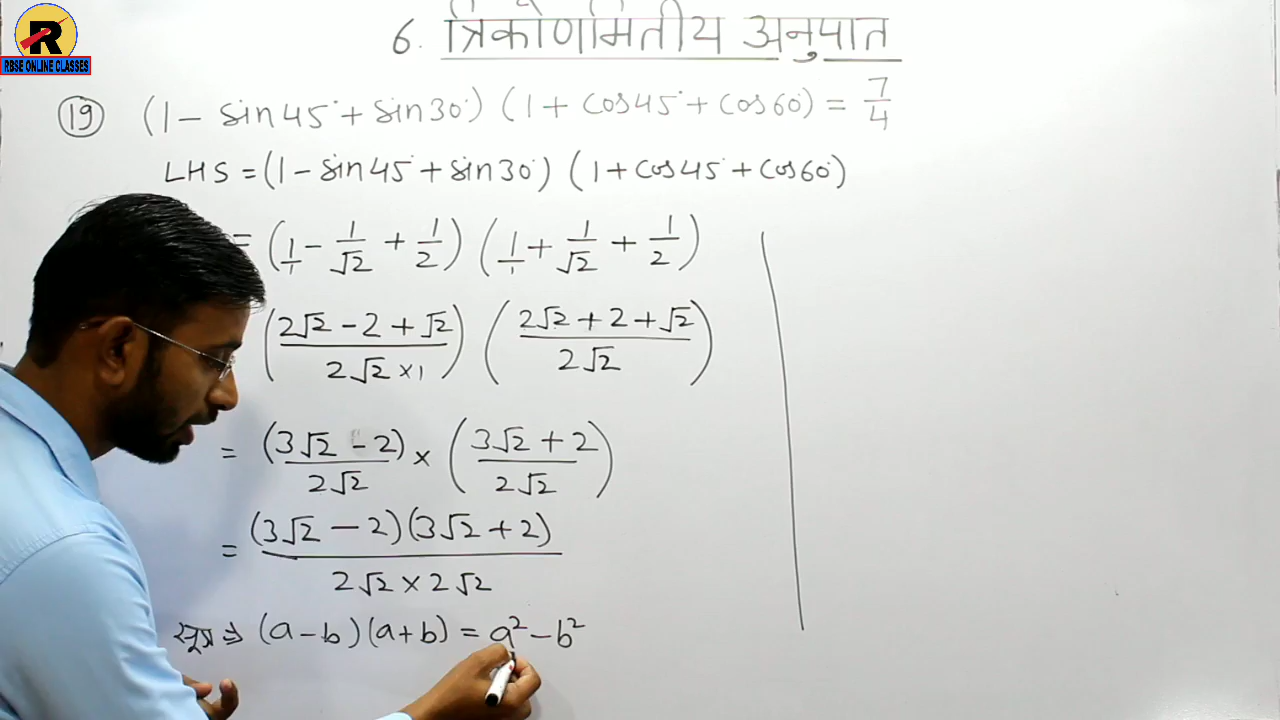 R
RBSE ONLINE CLASSES
6. त्रिकोणमितीय अनुपात
(19) (1 - sin45° + sin30°) (1 + cos45° + cos60°) = 7/4
LHS = (1 - sin45° + sin30°) (1 + cos45° + cos60°)
= (1/1 - 1/√2 + 1/2) (1/1 + 1/√2 + 1/2)
((2√2 - 2 + √2)/(2√2 × 1)) ((2√2 + 2 + √2)/(2√2))
= (3√2 - 2)/(2√2) × ((3√2 + 2)/(2√2))
= (3√2 - 2)(3√2 + 2)/(2√2 × 2√2)
सूत्र ⇒ (a - b)(a + b) = a² - b²